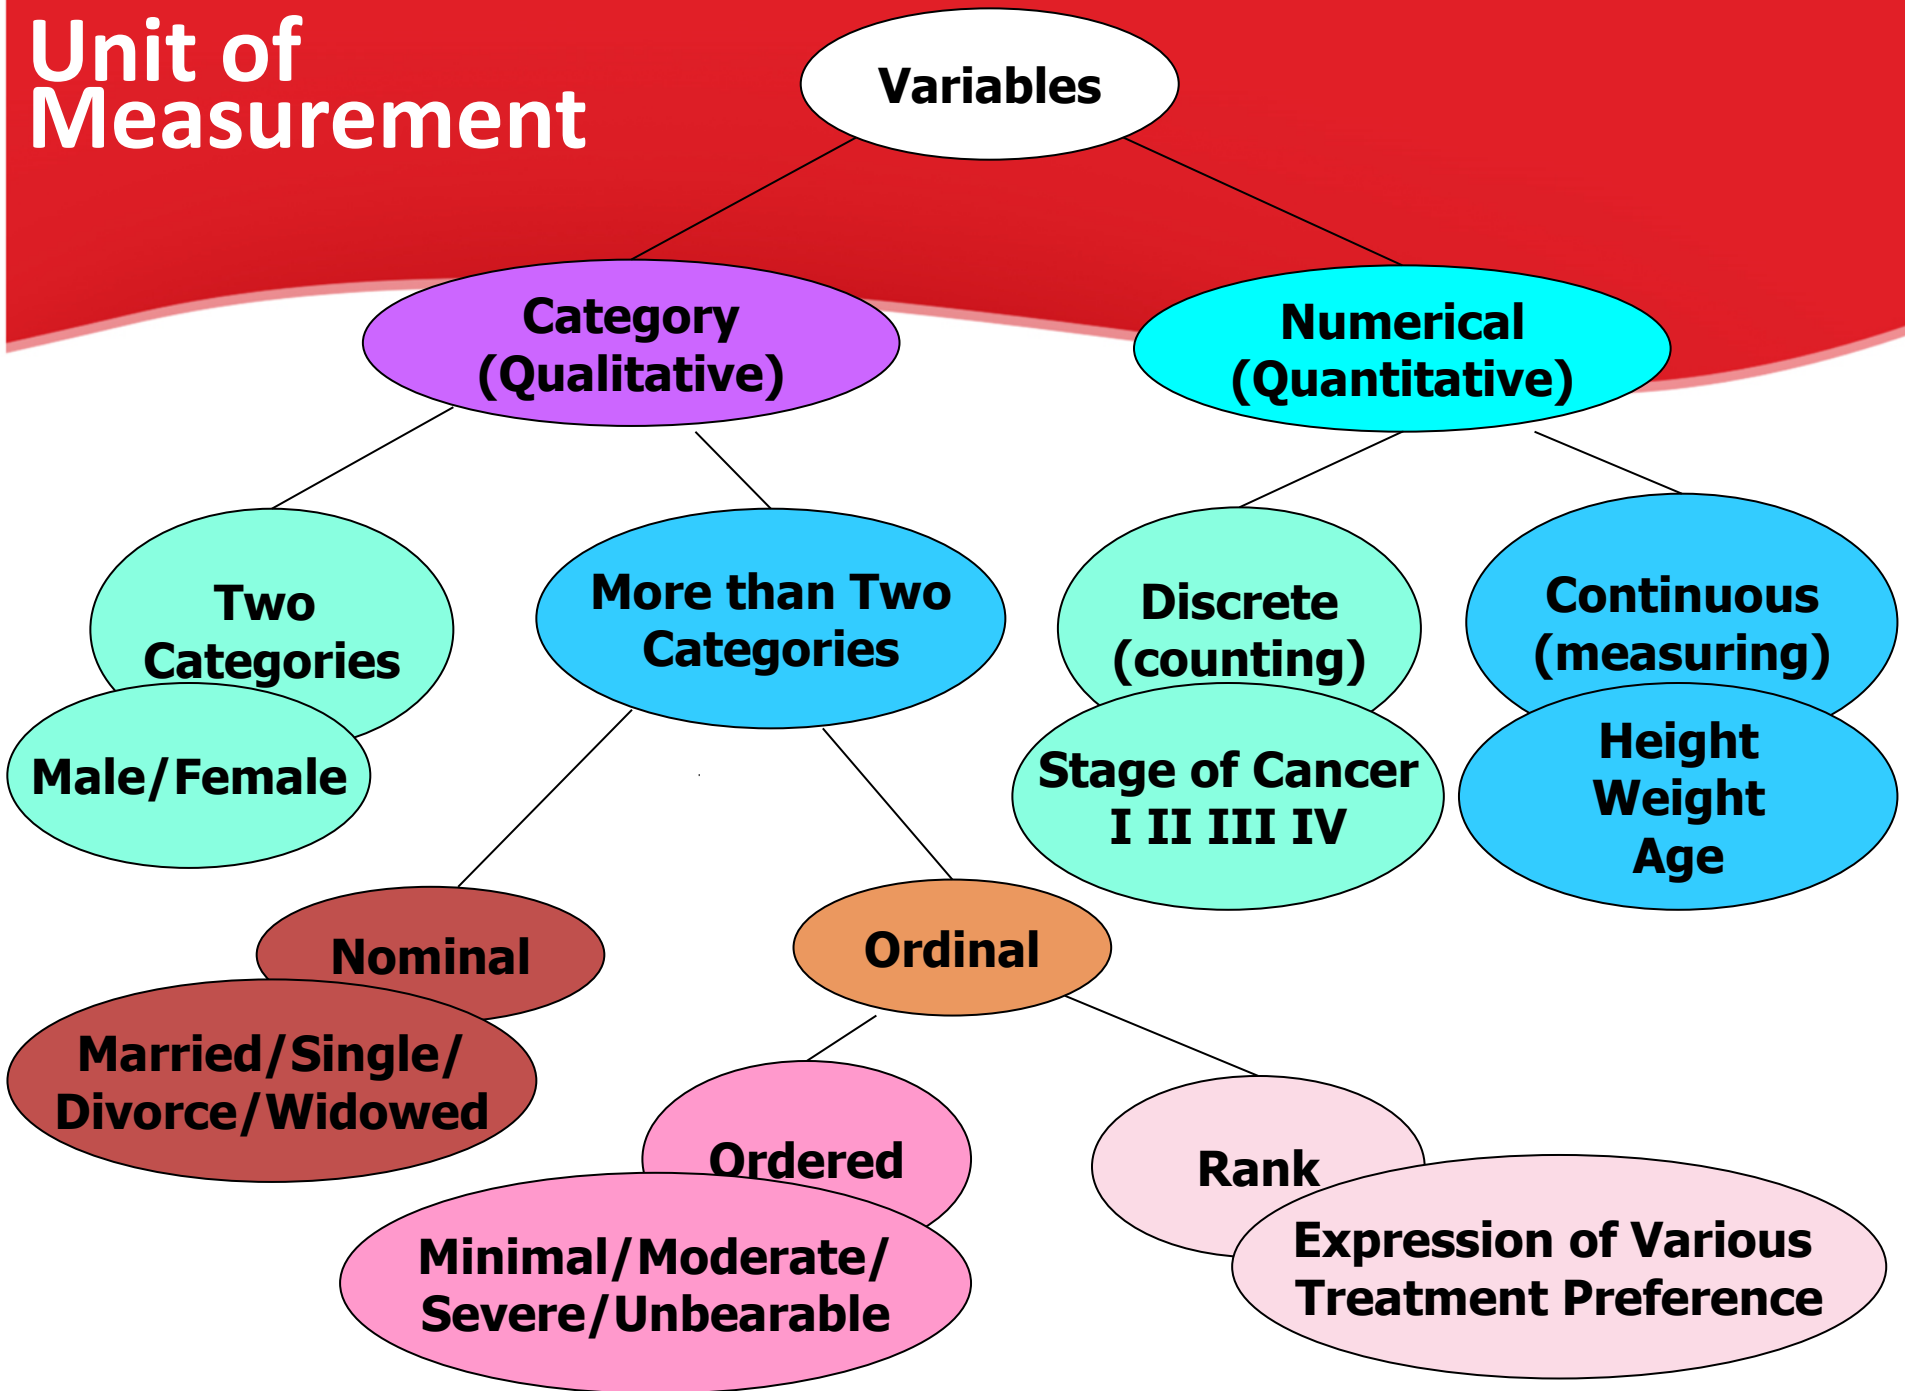 Unit of
Measurement
Variables
Category
(Qualitative)
Numerical
(Quantitative)
Two
Categories
Male/Female
More than Two
Categories
Discrete
(counting)
Stage of Cancer
I II III IV
Continuous
(measuring)
Height
Weight
Age
Nominal
Married/Single/
Divorce/Widowed
Ordinal
Ordered
Minimal/Moderate/
Severe/Unbearable
Rank
Expression of Various
Treatment Preference